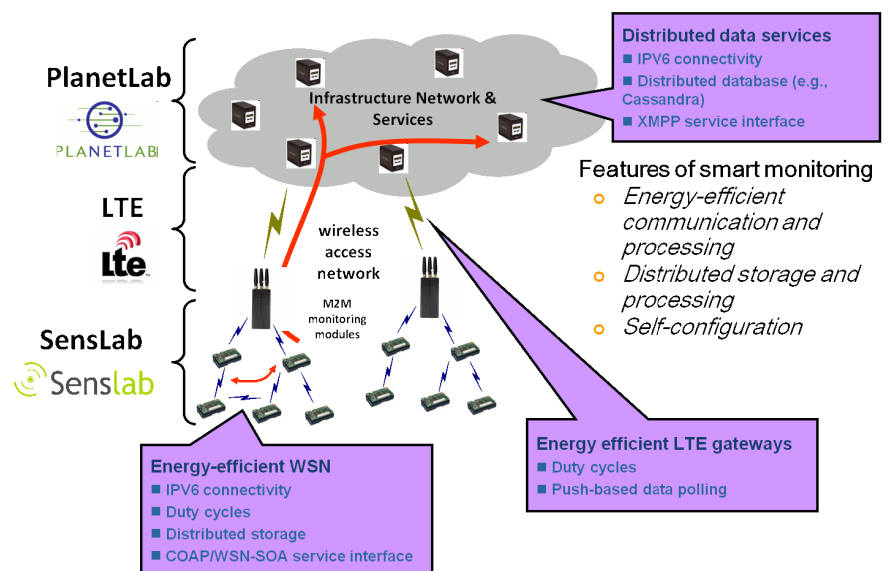 Distributed data services
■ IPV6 connectivity
■ Distributed database (e.g.,
Cassandra)
■ XMPP service interface
PlanetLab
PLANETLAB
Infrastructure Network &
Services
Features of smart monitoring
Energy-efficient
communication and
processing
Distributed storage and
processing
Self-configuration
LTE
Lte™
wireless
access
network
M2M
monitoring
modules
SensLab
Senslab
Energy efficient LTE gateways
■ Duty cycles
■ Push-based data polling
Energy-efficient WSN
■ IPV6 connectivity
■ Duty cycles
■ Distributed storage
■ COAP/WSN-SOA service interface